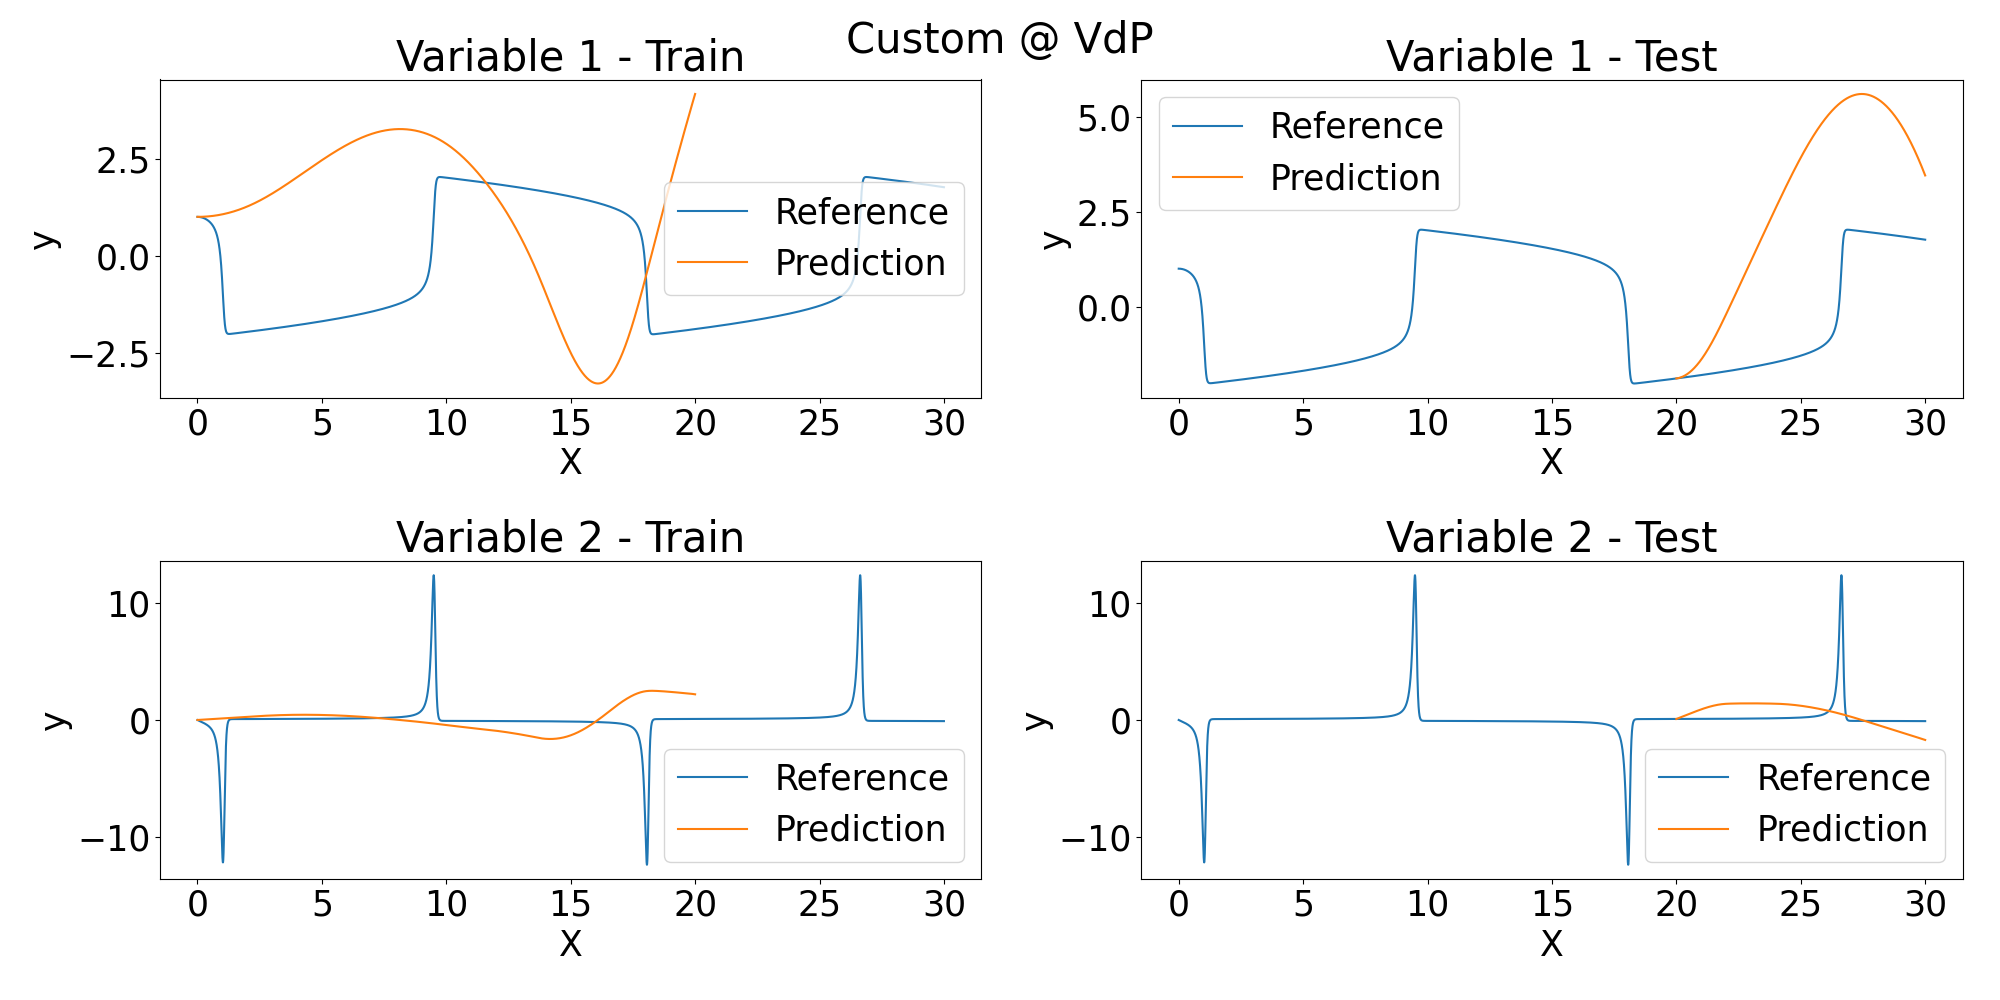 Custom @ VdP
Variable 1 - Train
y
2.5
0.0
−2.5
Reference
Prediction
0 5 10 15 20 25 30
X
Variable 1 - Test
y
5.0
2.5
0.0
Reference
Prediction
0 5 10 15 20 25 30
X
Variable 2 - Train
y
10
0
−10
Reference
Prediction
0 5 10 15 20 25 30
X
Variable 2 - Test
y
10
0
−10
Reference
Prediction
0 5 10 15 20 25 30
X